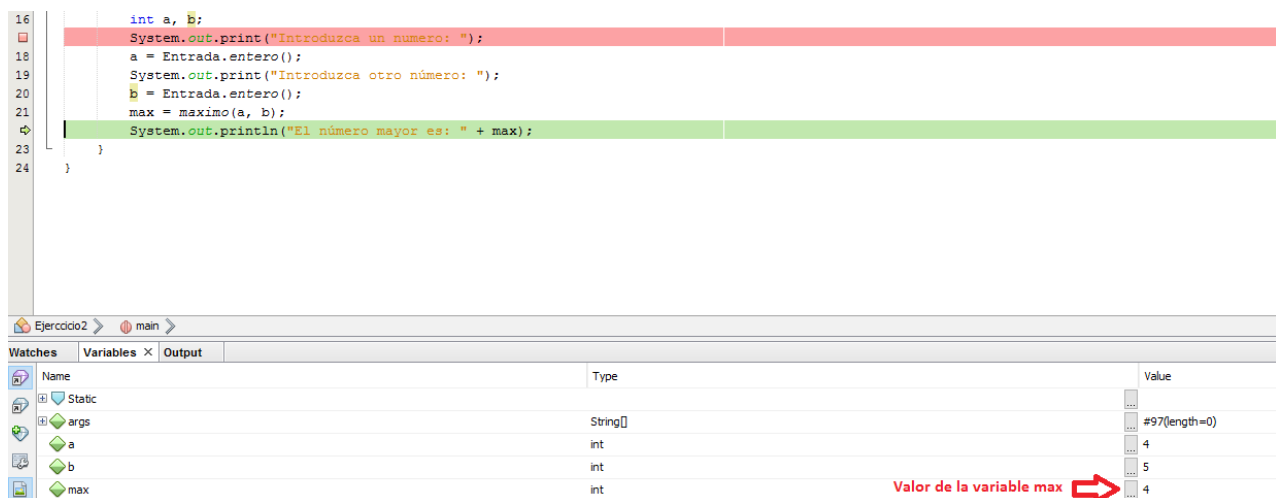 16 int a, b;
System.out.print("Introduzca un numero: ");
18 a = Entrada.entero();
19 System.out.print("Introduzca otro número: ");
20 b = Entrada.entero();
21 max = maximo(a, b);
System.out.println("El número mayor es: " + max);
23 }
24 }
Ejerccicio2 main
Watches Variables × Output
Name Type Value
Static ...
args String[] ... #97(length=0)
a int ... 4
b int ... 5
max int Valor de la variable max ... 4